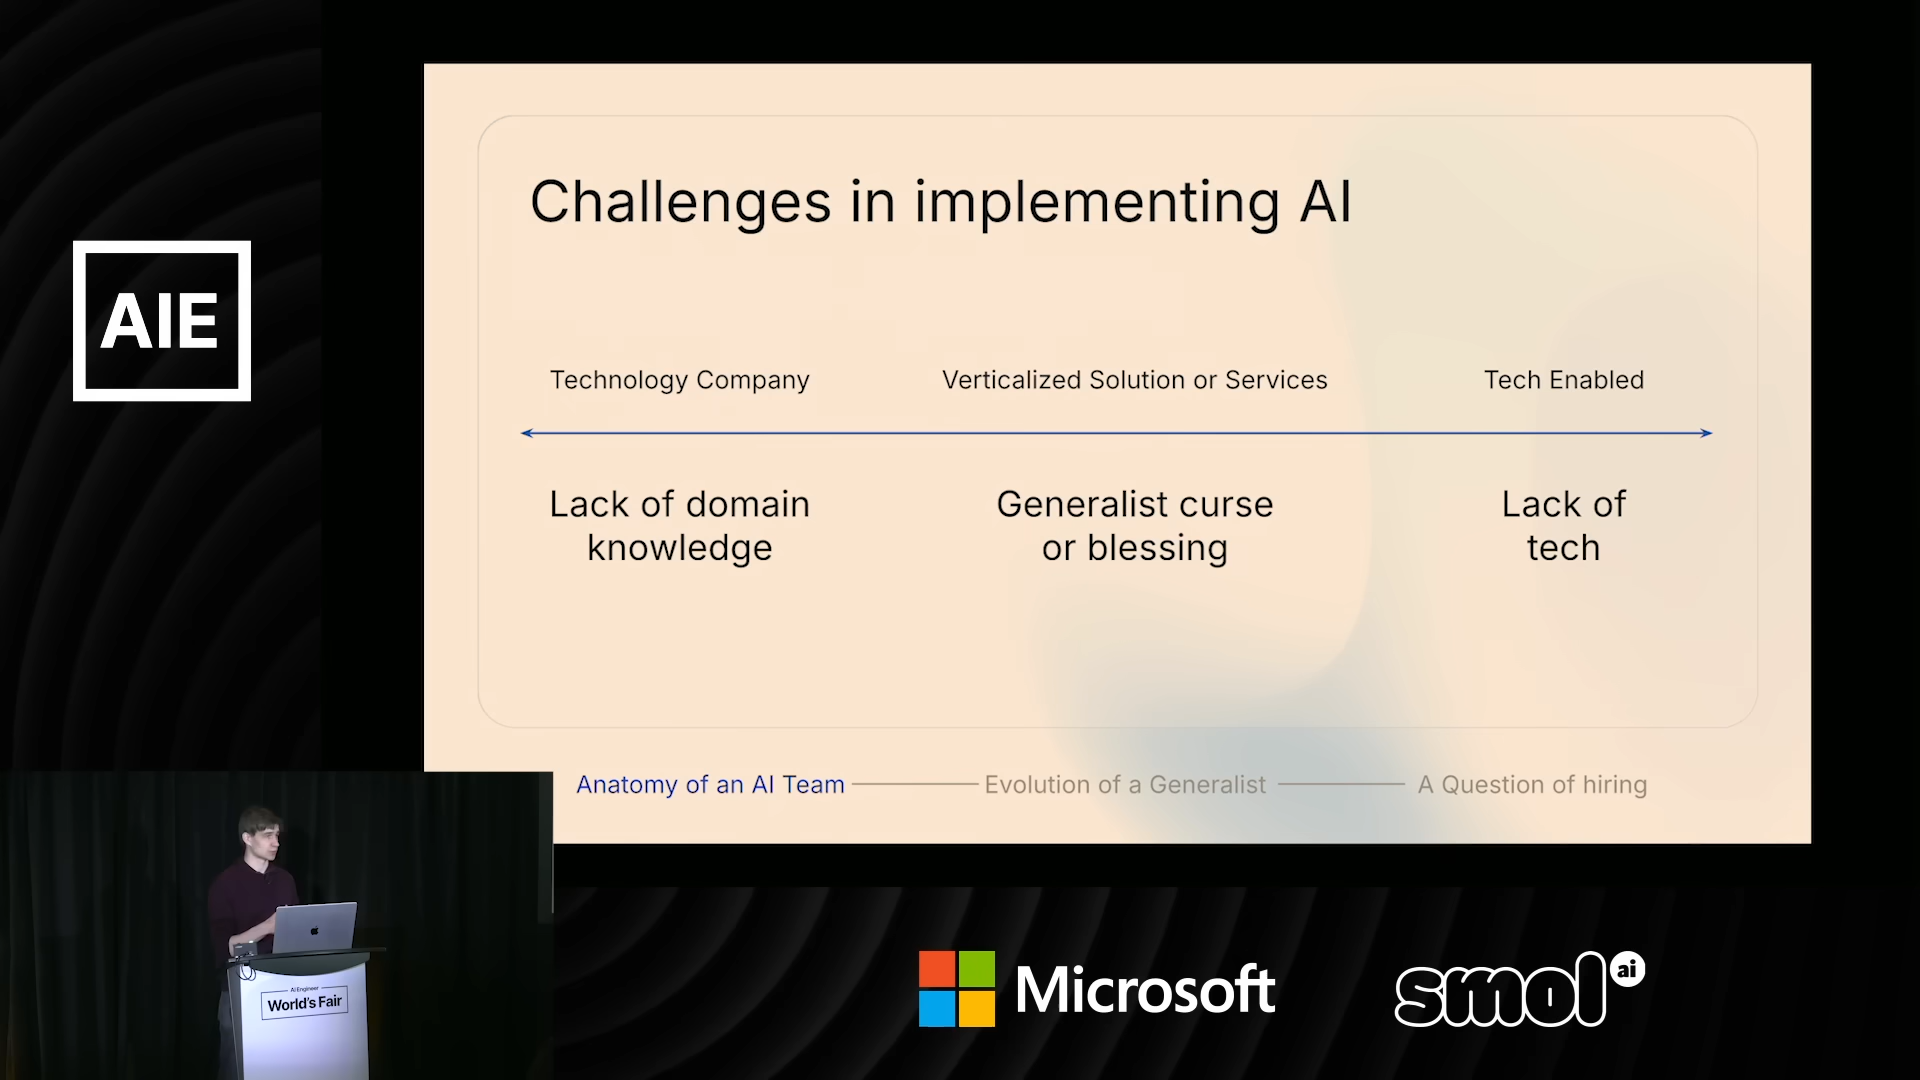 AIE
Challenges in implementing AI
Technology Company
Verticalized Solution or Services
Tech Enabled
Lack of domain
knowledge
Generalist curse
or blessing
Lack of
tech
Anatomy of an AI Team
Evolution of a Generalist
A Question of hiring
AI Engineer
World's Fair
Microsoft
smol ai